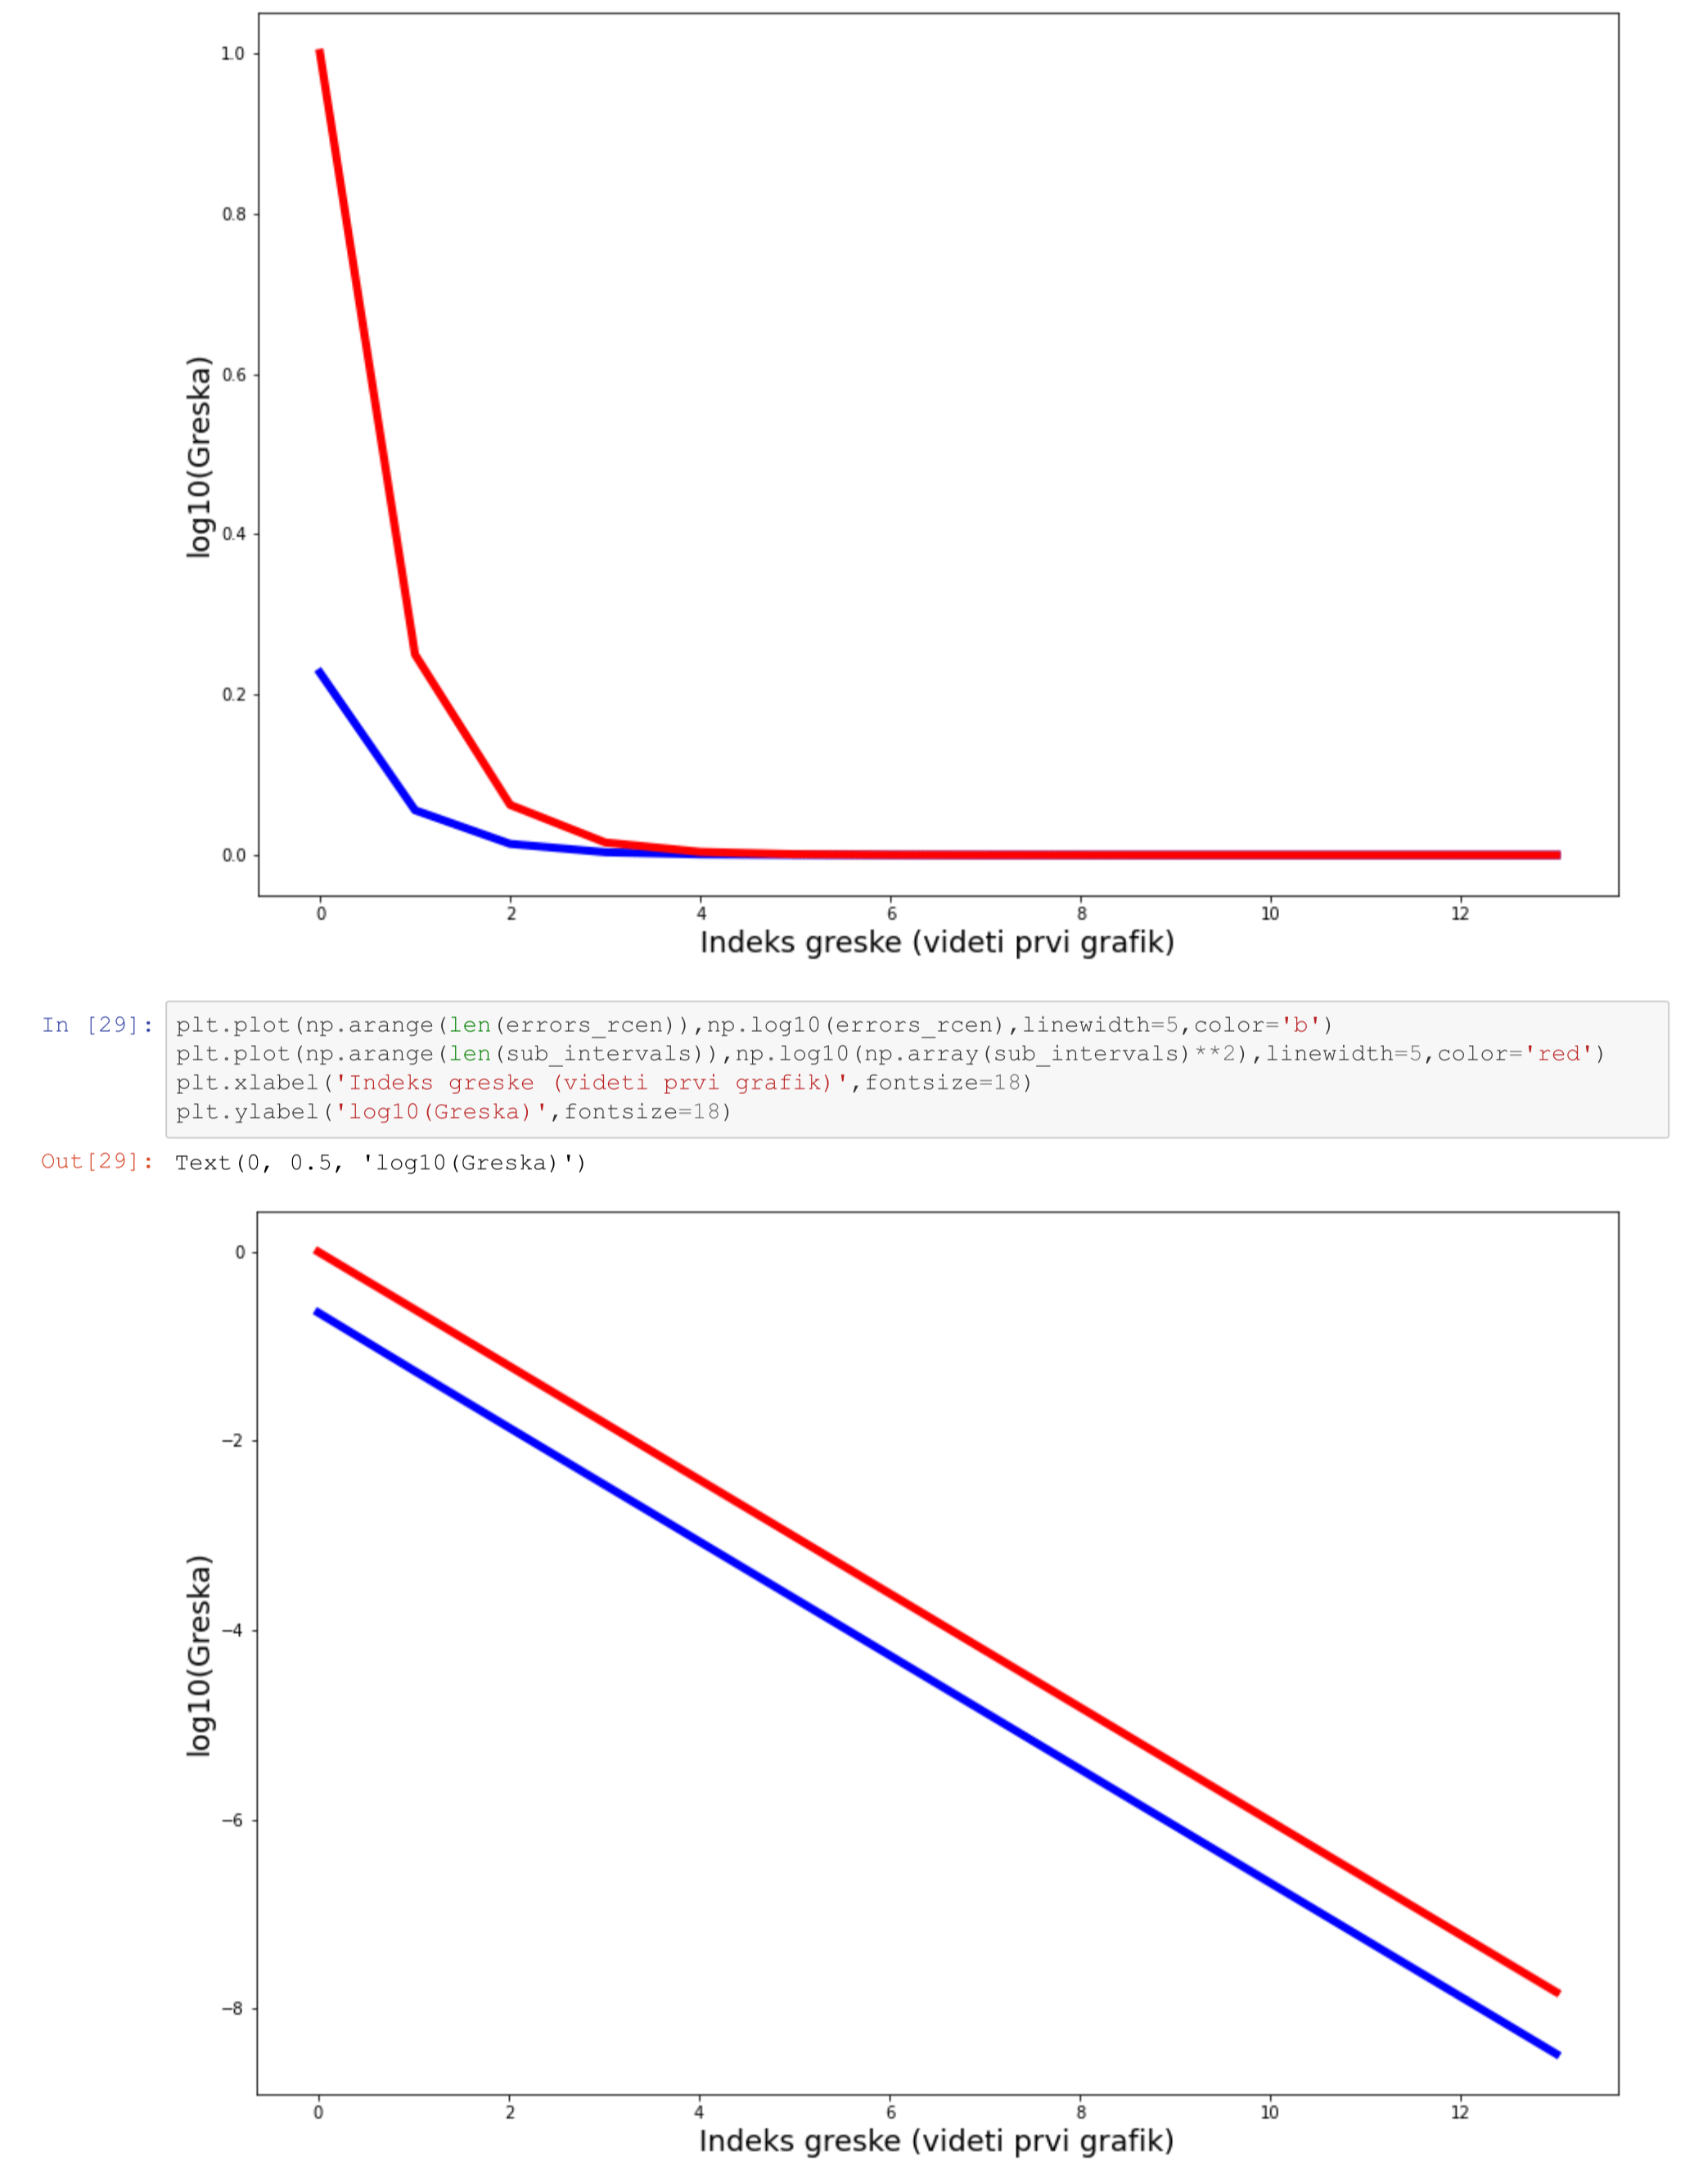 1.0
0.8
0.6
0.4
0.2
0.0
log10(Greska)
0 2 4 6 8 10 12
Indeks greske (videti prvi grafik)
In [29]: plt.plot(np.arange(len(errors_rcen)),np.log10(errors_rcen),linewidth=5,color='b')
plt.plot(np.arange(len(sub_intervals)),np.log10(np.array(sub_intervals)**2),linewidth=5,color='red')
plt.xlabel('Indeks greske (videti prvi grafik)',fontsize=18)
plt.ylabel('log10(Greska)',fontsize=18)
Out[29]: Text(0, 0.5, 'log10(Greska)')
0
−2
−4
−6
−8
log10(Greska)
0 2 4 6 8 10 12
Indeks greske (videti prvi grafik)